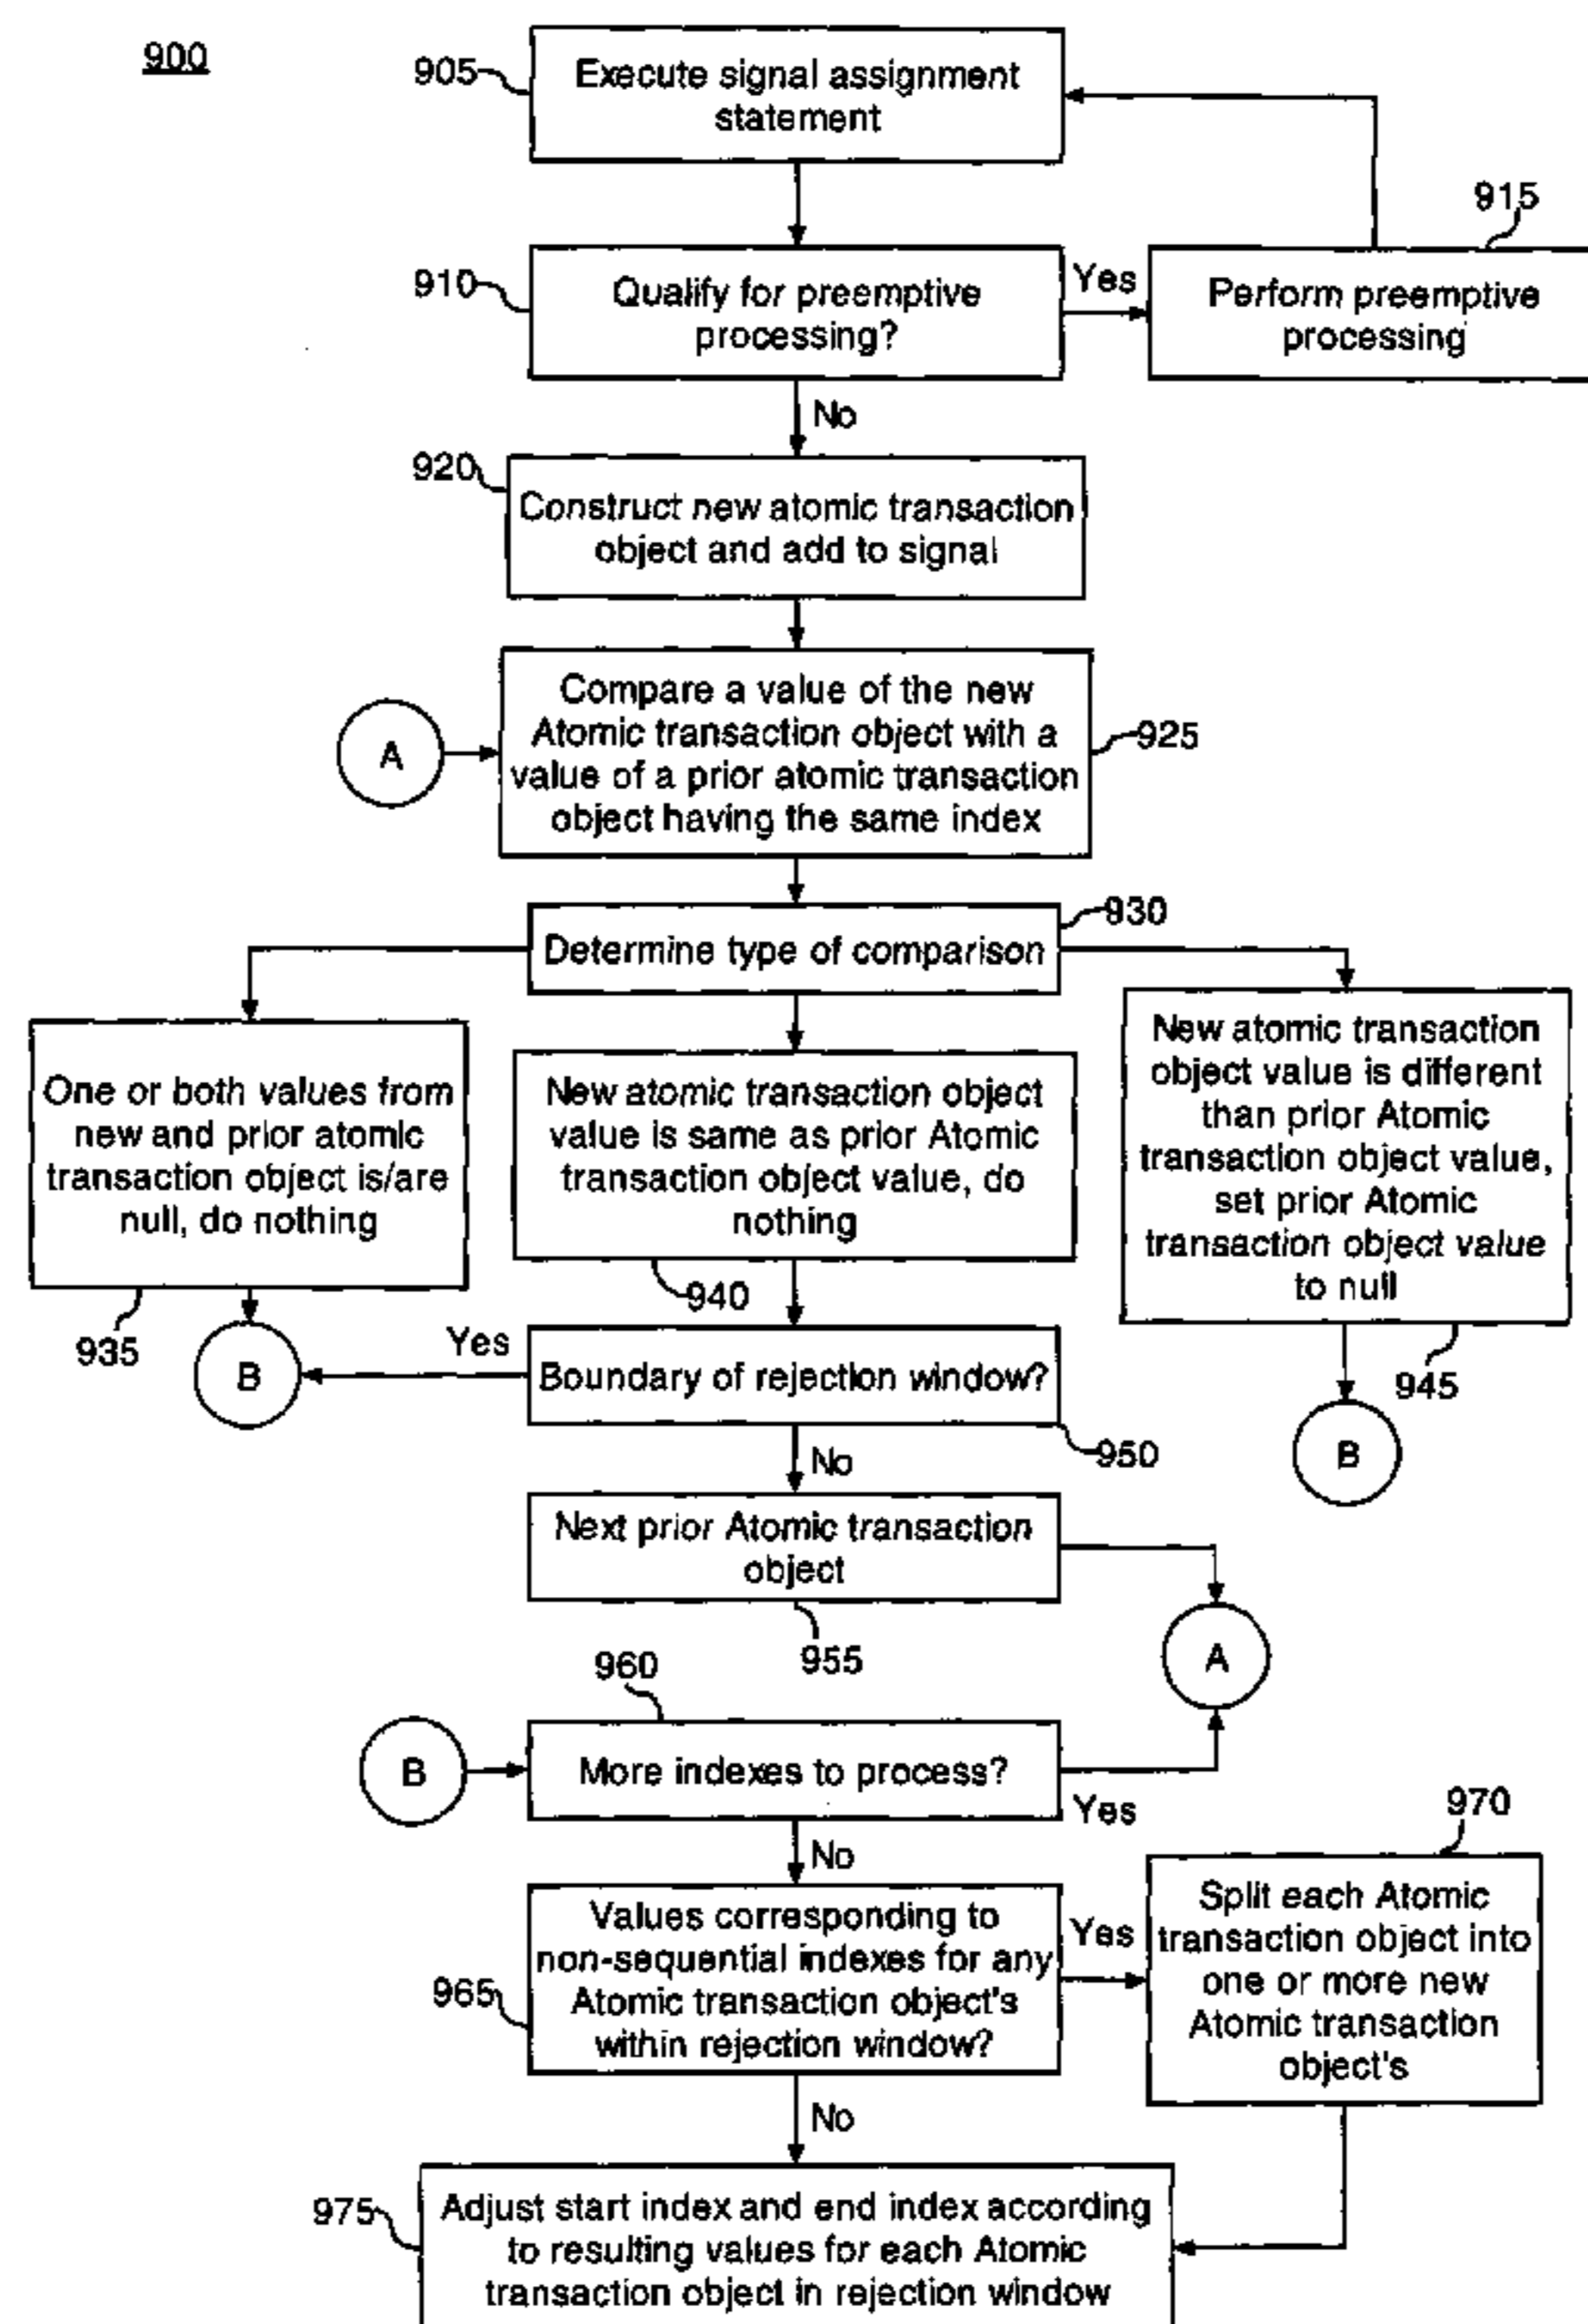 900
905
Execute signal assignment
statement
915
910
Qualify for preemptive
processing?
Yes
Perform preemptive
processing
No
920
Construct new atomic transaction
object and add to signal
A
Compare a value of the new
Atomic transaction object with a
value of a prior atomic transaction
object having the same index
925
930
Determine type of comparison
One or both values from
new and prior atomic
transaction object is/are
null, do nothing
935
New atomic transaction object
value is same as prior Atomic
transaction object value, do
nothing
940
New atomic transaction
object value is different
than prior Atomic
transaction object value,
set prior Atomic
transaction object value
to null
945
B
Yes
Boundary of rejection window?
950
B
No
Next prior Atomic transaction
object
955
A
960
B
More indexes to process?
Yes
No
965
Values corresponding to
non-sequential indexes for any
Atomic transaction object's
within rejection window?
Yes
970
Split each Atomic
transaction object into
one or more new
Atomic transaction
object's
No
975
Adjust start index and end index according
to resulting values for each Atomic
transaction object in rejection window